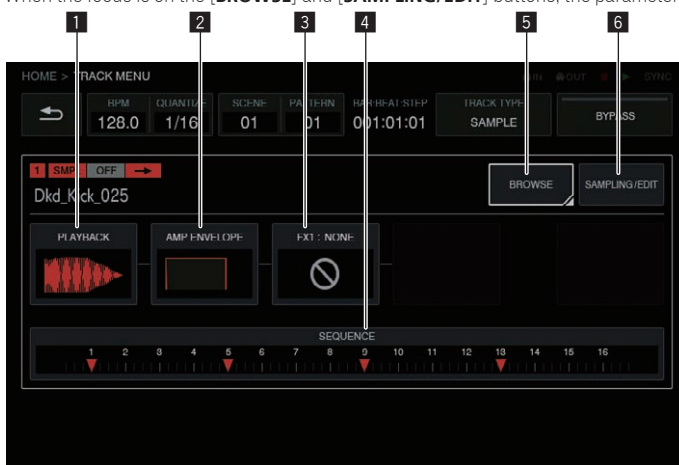 When the focus is on the [BROWSE] and [SAMPLING/EDIT] buttons, the parameter
1 2 3 4 5 6
HOME > TRACK MENU IN OUT SYNC
BPM QUANTIZE SCENE PATTERN BAR:BEAT:STEP TRACK TYPE
128.0 1/16 01 01 001:01:01 SAMPLE BYPASS
1 SMP OFF
Dkd_Kick_025 BROWSE SAMPLING/EDIT
PLAYBACK AMP ENVELOPE FX1 : NONE
SEQUENCE
1 2 3 4 5 6 7 8 9 10 11 12 13 14 15 16